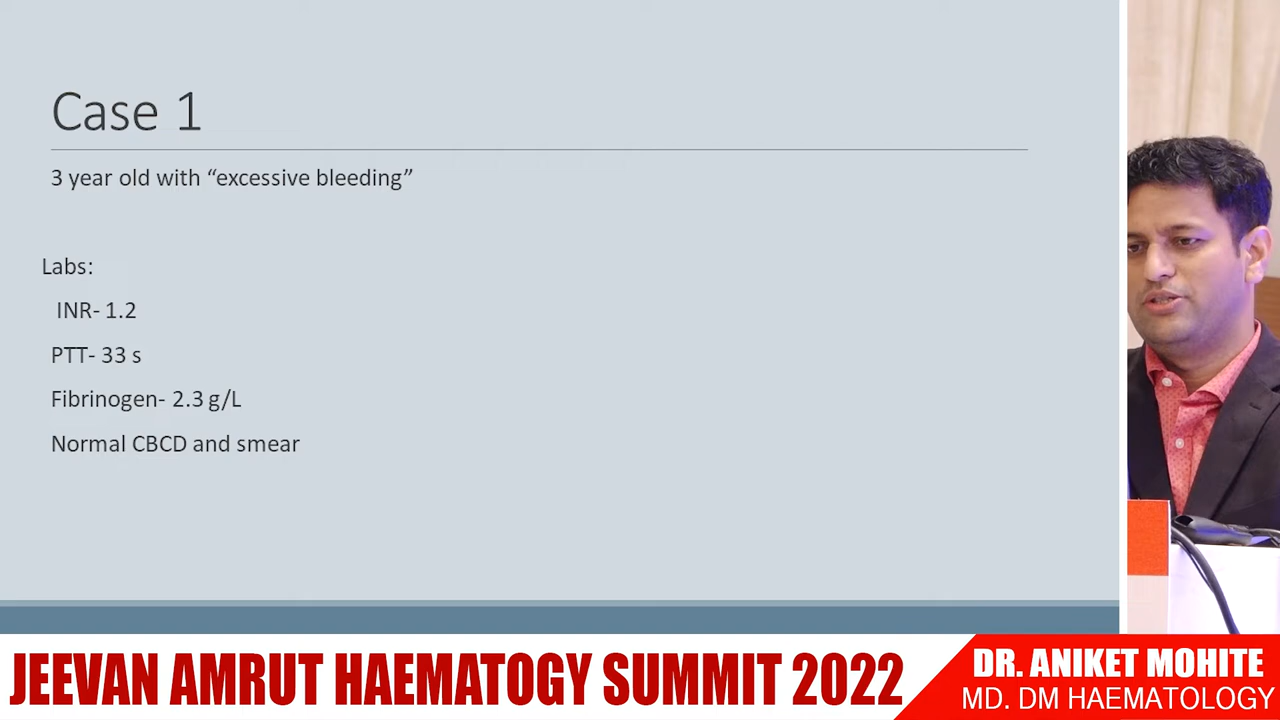 Case 1
3 year old with “excessive bleeding”
Labs:
INR- 1.2
PTT- 33 s
Fibrinogen- 2.3 g/L
Normal CBCD and smear
JEEVAN AMRUT HAEMATOGY SUMMIT 2022
DR. ANIKET MOHITE
MD. DM HAEMATOLOGY